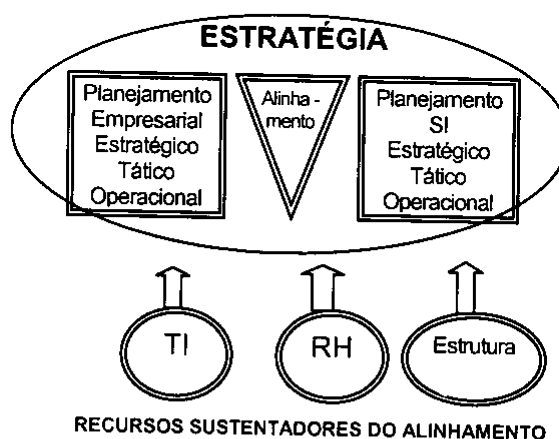 ESTRATÉGIA
Planejamento
Empresarial
Estratégico
Tático
Operacional
Alinha -
mento
Planejamento
SI
Estratégico
Tático
Operacional
TI
RH
Estrutura
RECURSOS SUSTENTADORES DO ALINHAMENTO